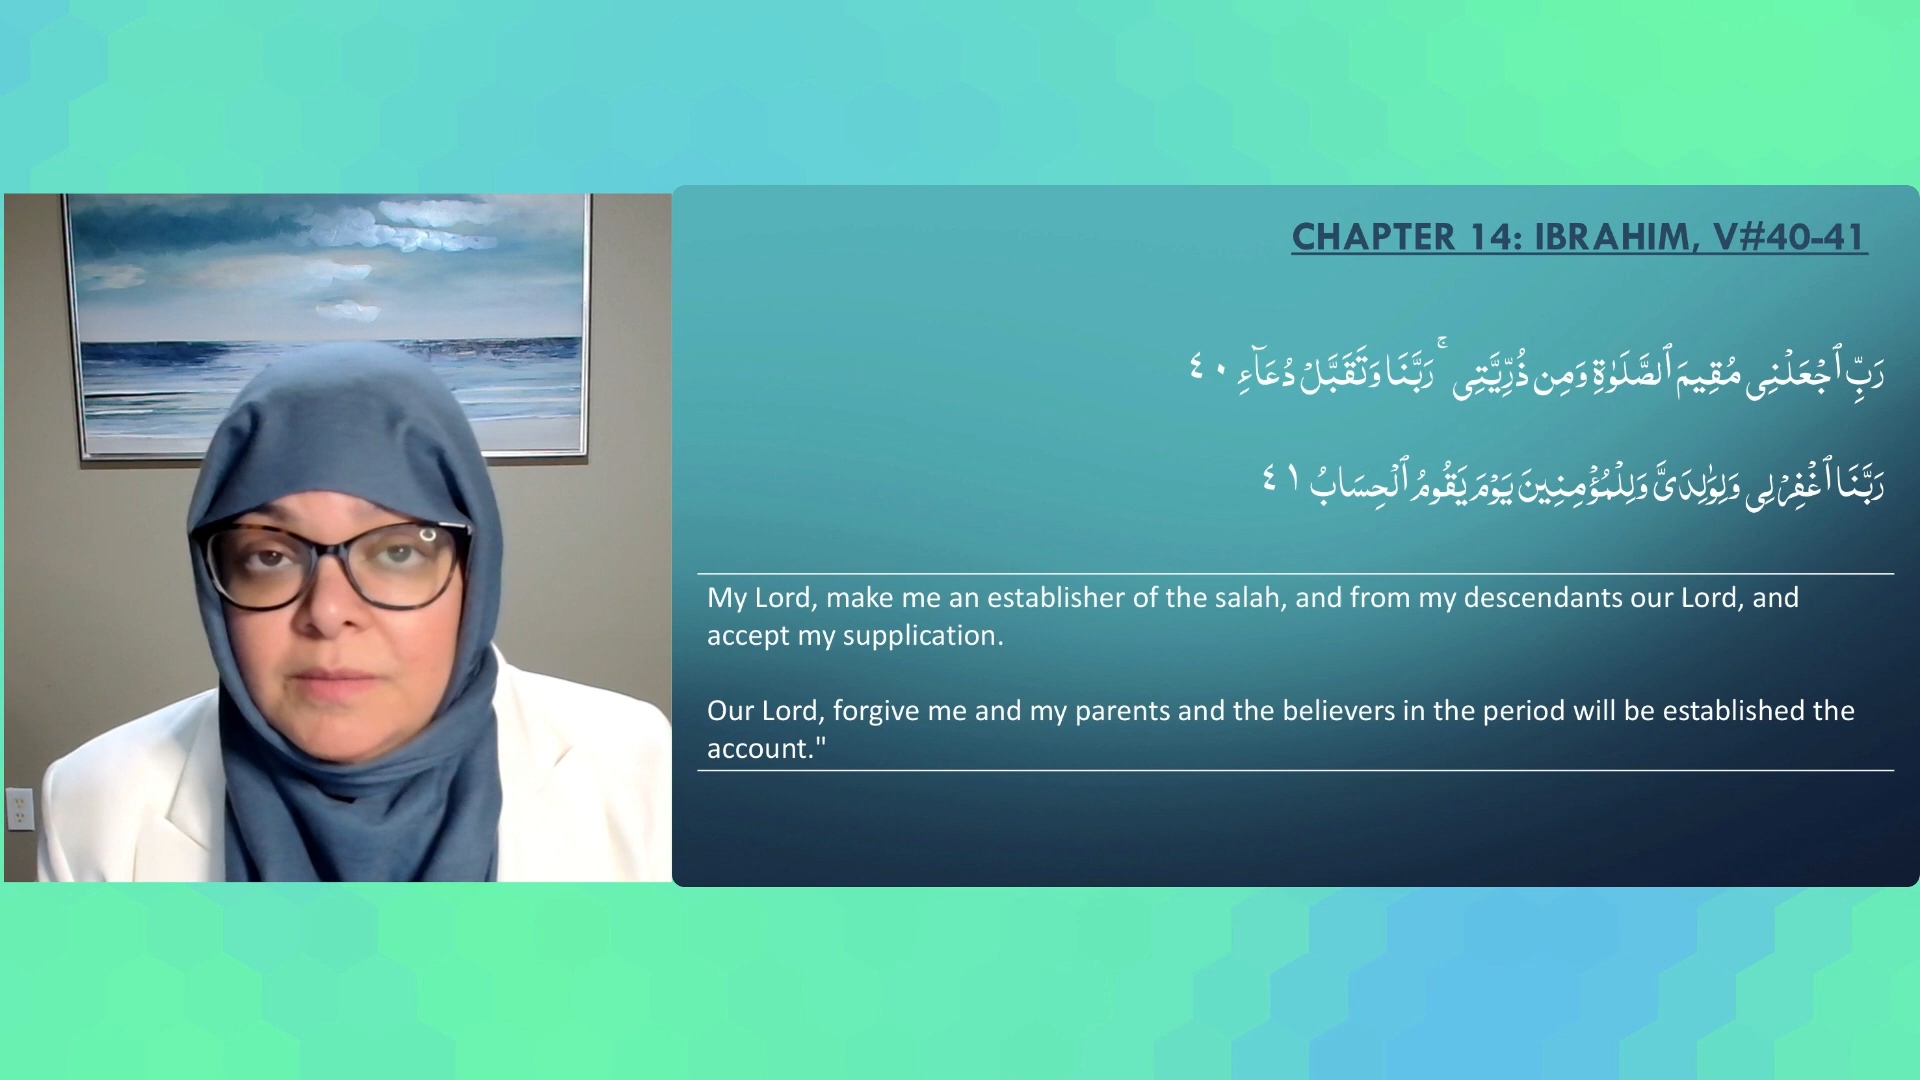 CHAPTER 14: IBRAHIM, V#40-41
رَبِّ ٱجْعَلْنِى مُقِيمَ ٱلصَّلَوٰةِ وَمِن ذُرِّيَّتِى ۚ رَبَّنَا وَتَقَبَّلْ دُعَآءِ ٤٠
رَبَّنَا ٱغْفِرْ لِى وَلِوَٰلِدَىَّ وَلِلْمُؤْمِنِينَ يَوْمَ يَقُومُ ٱلْحِسَابُ ٤١
My Lord, make me an establisher of the salah, and from my descendants our Lord, and
accept my supplication.
Our Lord, forgive me and my parents and the believers in the period will be established the
account."